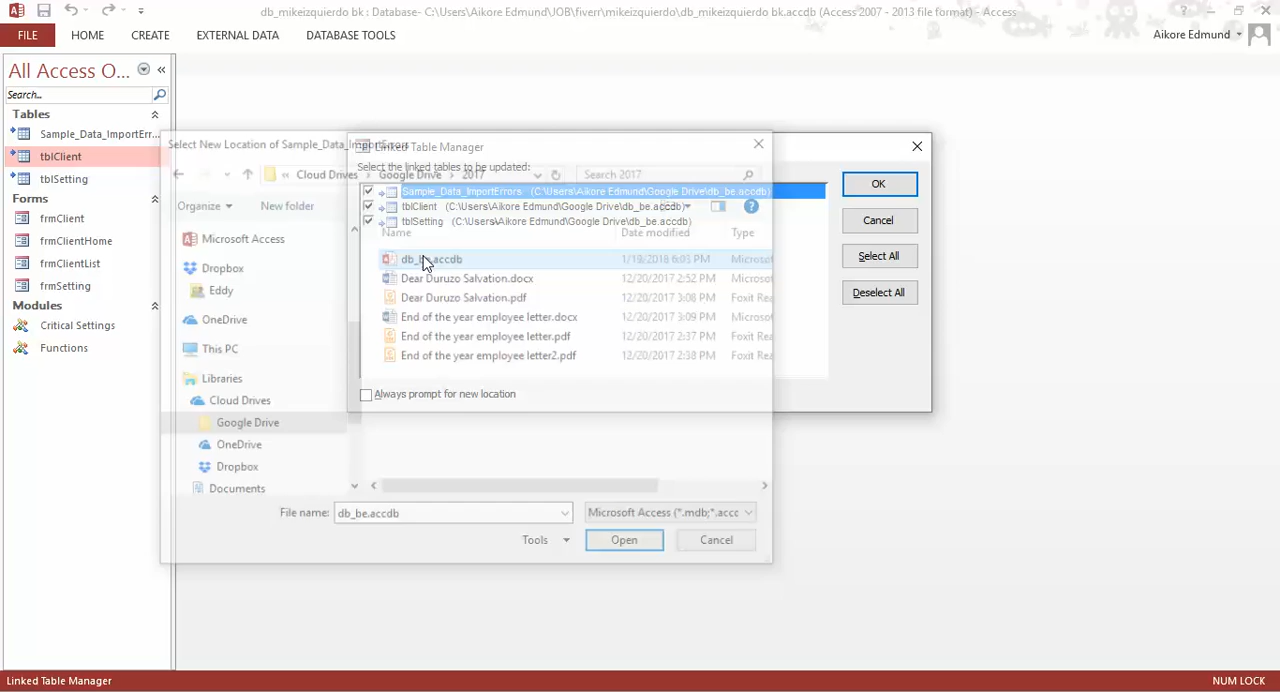 db_mikeizquierdo bk : Database- C:\Users\Aikore Edmund\JOB\fiverr\mikeizquierdo\db_mikeizquierdo bk.accdb (Access 2007 - 2013 file format) - Access
FILE HOME CREATE EXTERNAL DATA DATABASE TOOLS Aikore Edmund
All Access O...
Search...
Tables
Sample_Data_ImportErr...
tblClient
tblSetting
Forms
frmClient
frmClientHome
frmClientList
frmSetting
Modules
Critical Settings
Functions
Select New Location of Sample_Data_ImportErrors
Linked Table Manager
Select the linked tables to be updated:
« Cloud Drives › Google Drive › 2017 Search 2017
Sample_Data_ImportErrors (C:\Users\Aikore Edmund\Google Drive\db_be.accdb)
tblClient (C:\Users\Aikore Edmund\Google Drive\db_be.accdb)
tblSetting (C:\Users\Aikore Edmund\Google Drive\db_be.accdb)
OK
Cancel
Select All
Deselect All
Organize New folder
Name Date modified Type
Microsoft Access
Dropbox
Eddy
OneDrive
This PC
Libraries
Cloud Drives
Google Drive
OneDrive
Dropbox
Documents
db_be.accdb 1/19/2018 6:03 PM Microso
Dear Duruzo Salvation.docx 12/20/2017 2:52 PM Microso
Dear Duruzo Salvation.pdf 12/20/2017 3:08 PM Foxit Rea
End of the year employee letter.docx 12/20/2017 3:09 PM Microso
End of the year employee letter.pdf 12/20/2017 2:37 PM Foxit Rea
End of the year employee letter2.pdf 12/20/2017 2:38 PM Foxit Rea
Always prompt for new location
File name: db_be.accdb Microsoft Access (*.mdb;*.accc
Tools Open Cancel
Linked Table Manager NUM LOCK